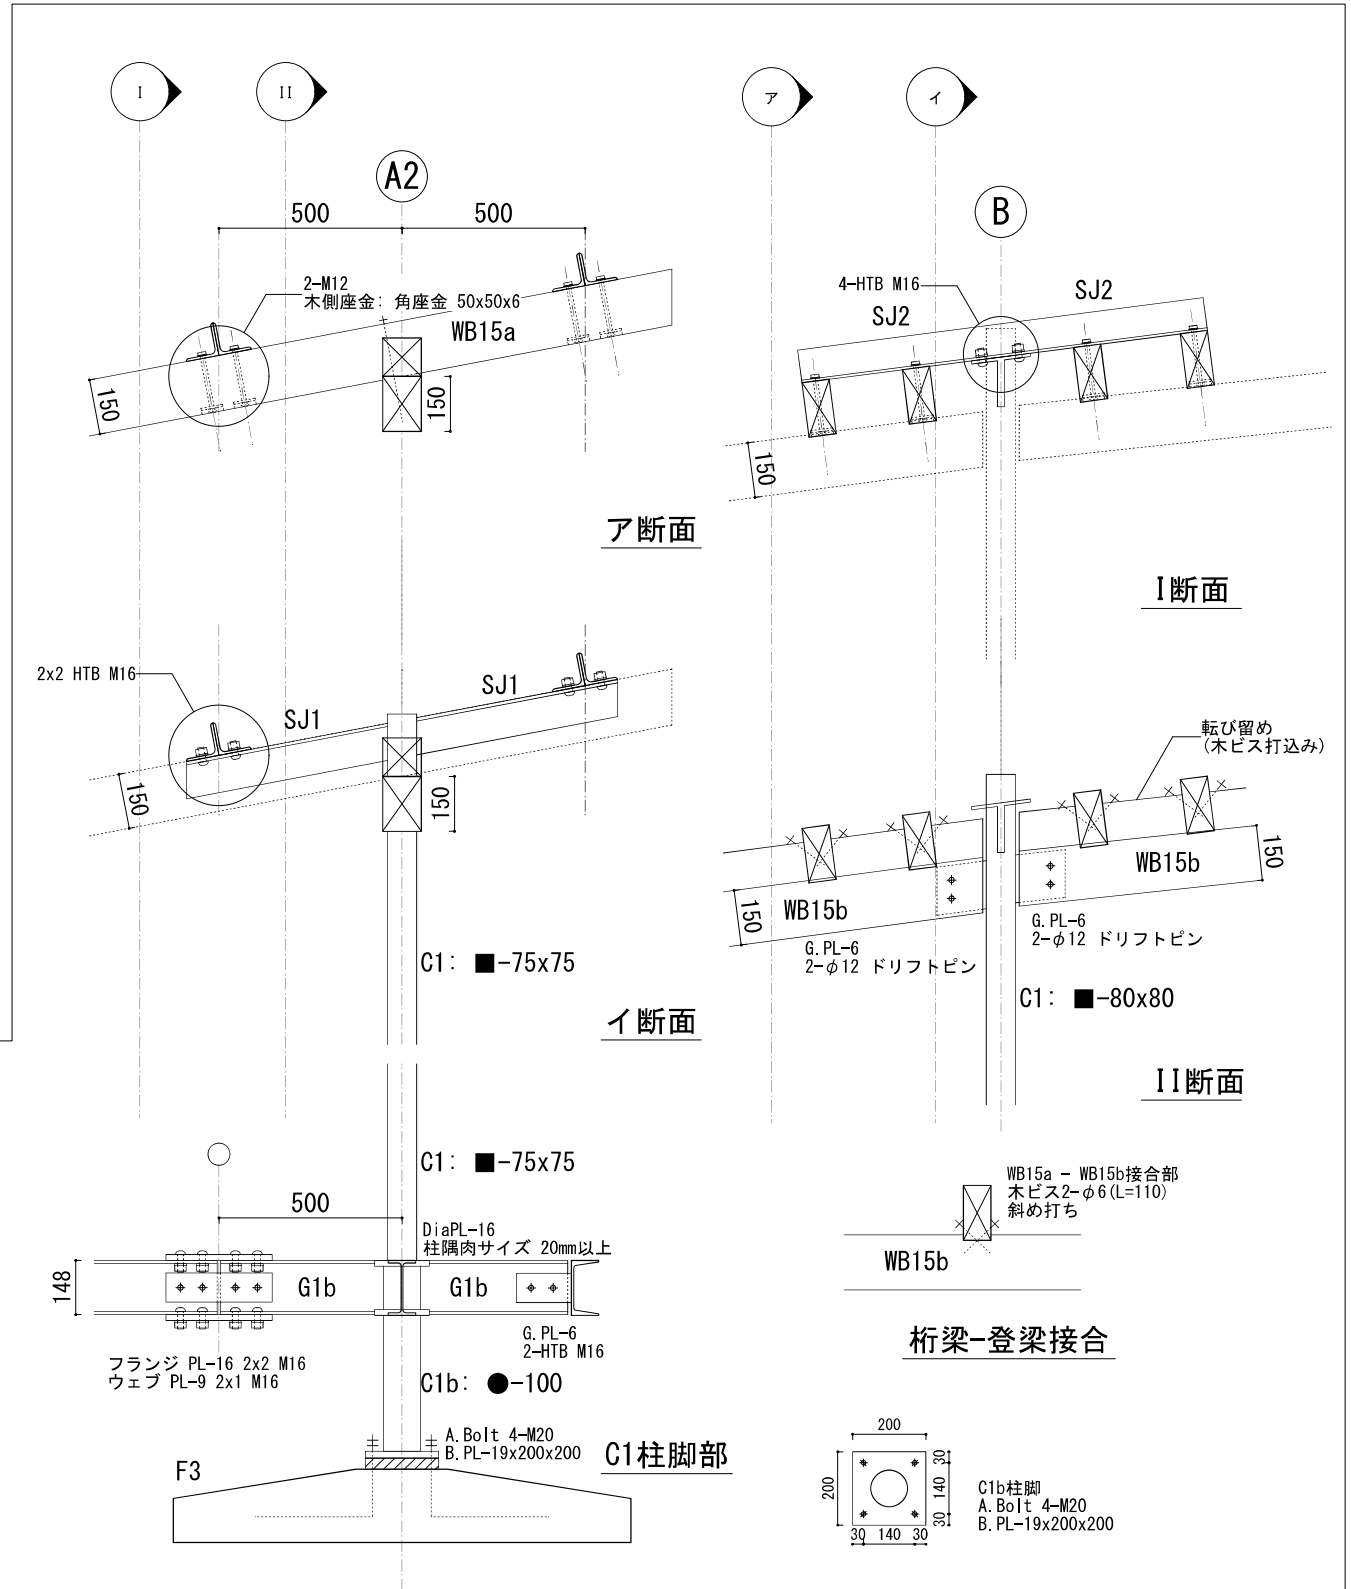 I
II
A2
500
500
2-M12
木側座金: 角座金 50x50x6
WB15a
150
150
ア断面
ア
イ
B
4-HTB M16
SJ2
SJ2
150
I断面
2x2 HTB M16
SJ1
SJ1
150
150
C1: ■-75x75
イ断面
転び留め
(木ビス打込み)
WB15b
150
WB15b
150
G.PL-6
2-φ12 ドリフトピン
G.PL-6
2-φ12 ドリフトピン
C1: ■-80x80
II断面
C1: ■-75x75
500
DiaPL-16
柱隅肉サイズ 20mm以上
148
G1b
G1b
G.PL-6
2-HTB M16
フランジ PL-16 2x2 M16
ウェブ PL-9 2x1 M16
C1b: ●-100
A.Bolt 4-M20
B.PL-19x200x200
F3
C1柱脚部
WB15a - WB15b接合部
木ビス2-φ6(L=110)
斜め打ち
WB15b
桁梁-登梁接合
200
200
30
140
30
30 140 30
C1b柱脚
A.Bolt 4-M20
B.PL-19x200x200